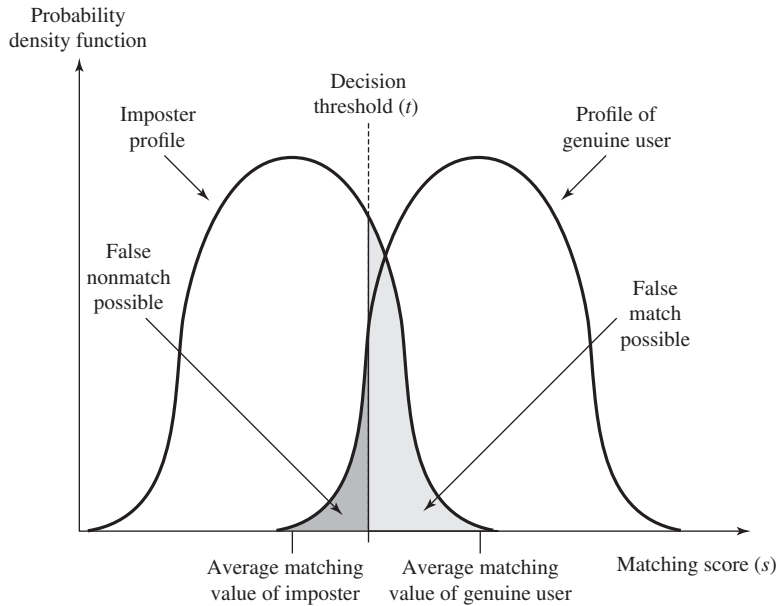 Probability
density function
Decision
threshold (t)
Imposter
profile
Profile of
genuine user
False
nonmatch
possible
False
match
possible
Average matching
value of imposter
Average matching
value of genuine user
Matching score (s)